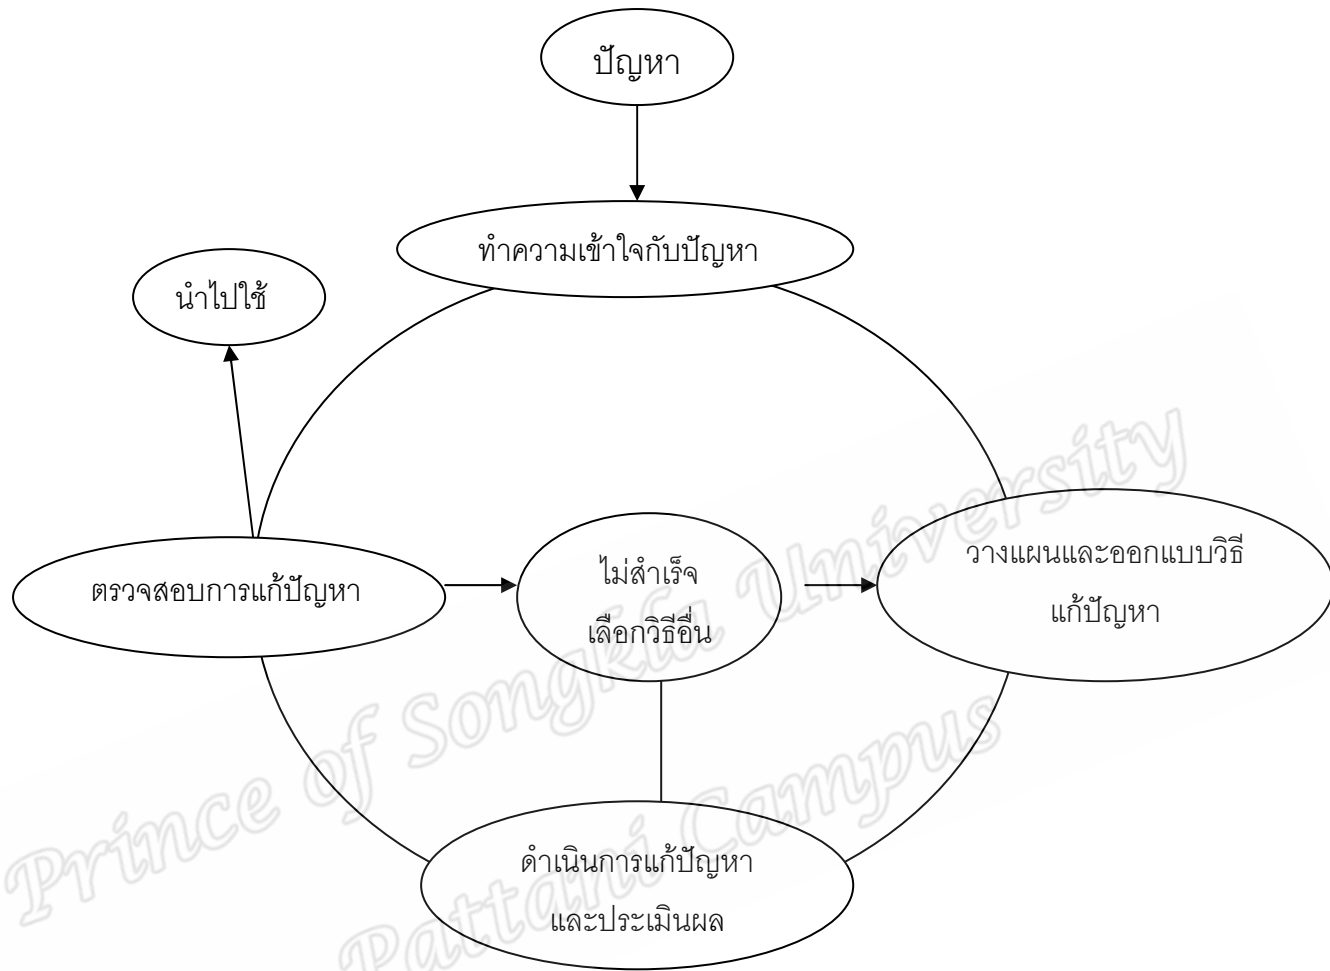 ปัญหา
ทำความเข้าใจกับปัญหา
นำไปใช้
ตรวจสอบการแก้ปัญหา
ไม่สำเร็จ
เลือกวิธีอื่น
วางแผนและออกแบบวิธี
แก้ปัญหา
ดำเนินการแก้ปัญหา
และประเมินผล
Prince of Songkla University
Pattani Campus